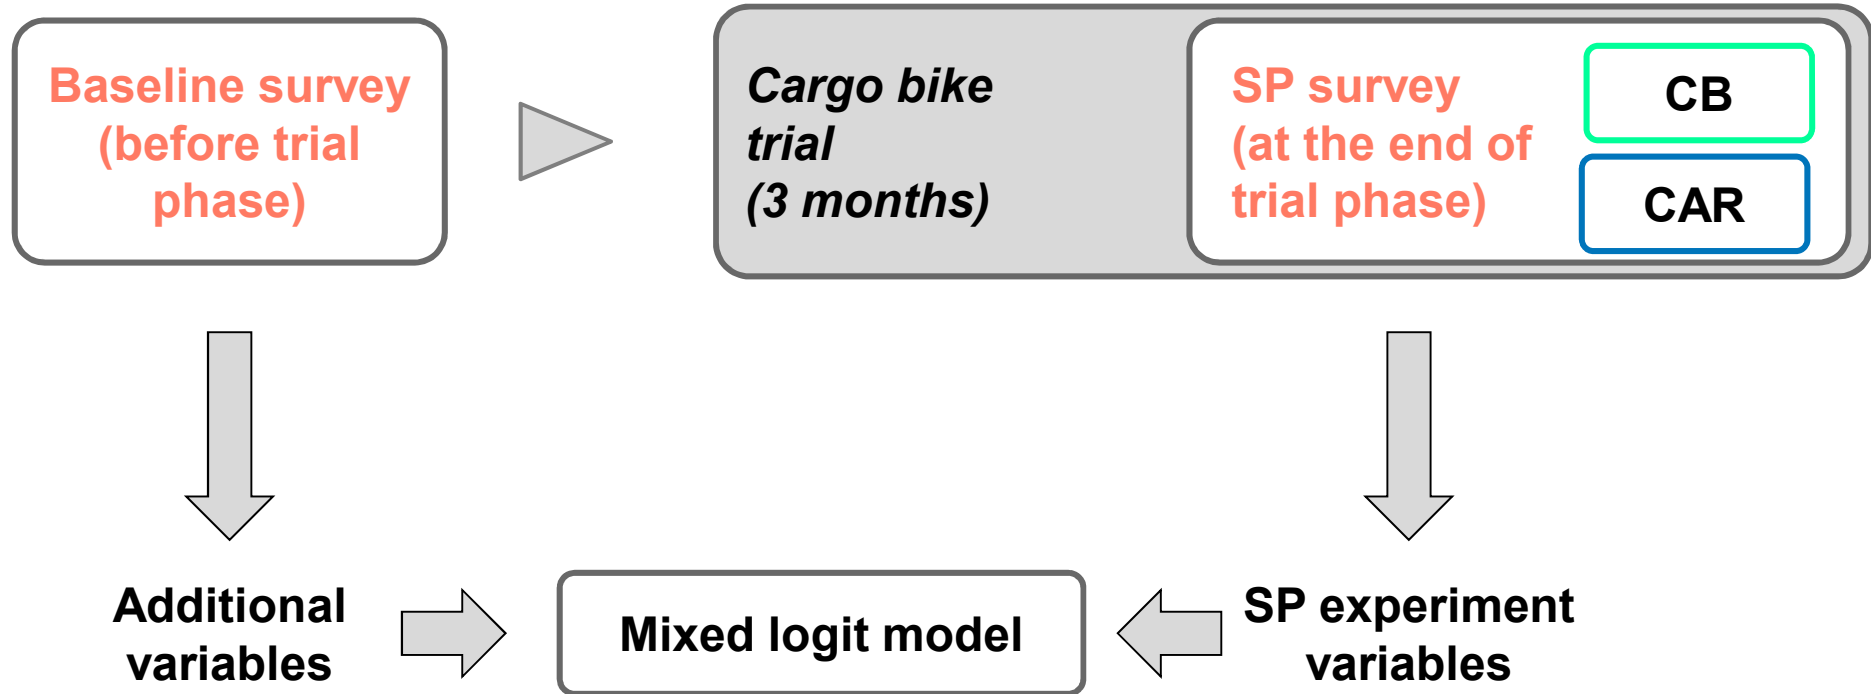 Baseline survey
(before trial
phase)
Cargo bike
trial
(3 months)
SP survey
(at the end of
trial phase)
CB
CAR
Additional
variables
Mixed logit model
SP experiment
variables